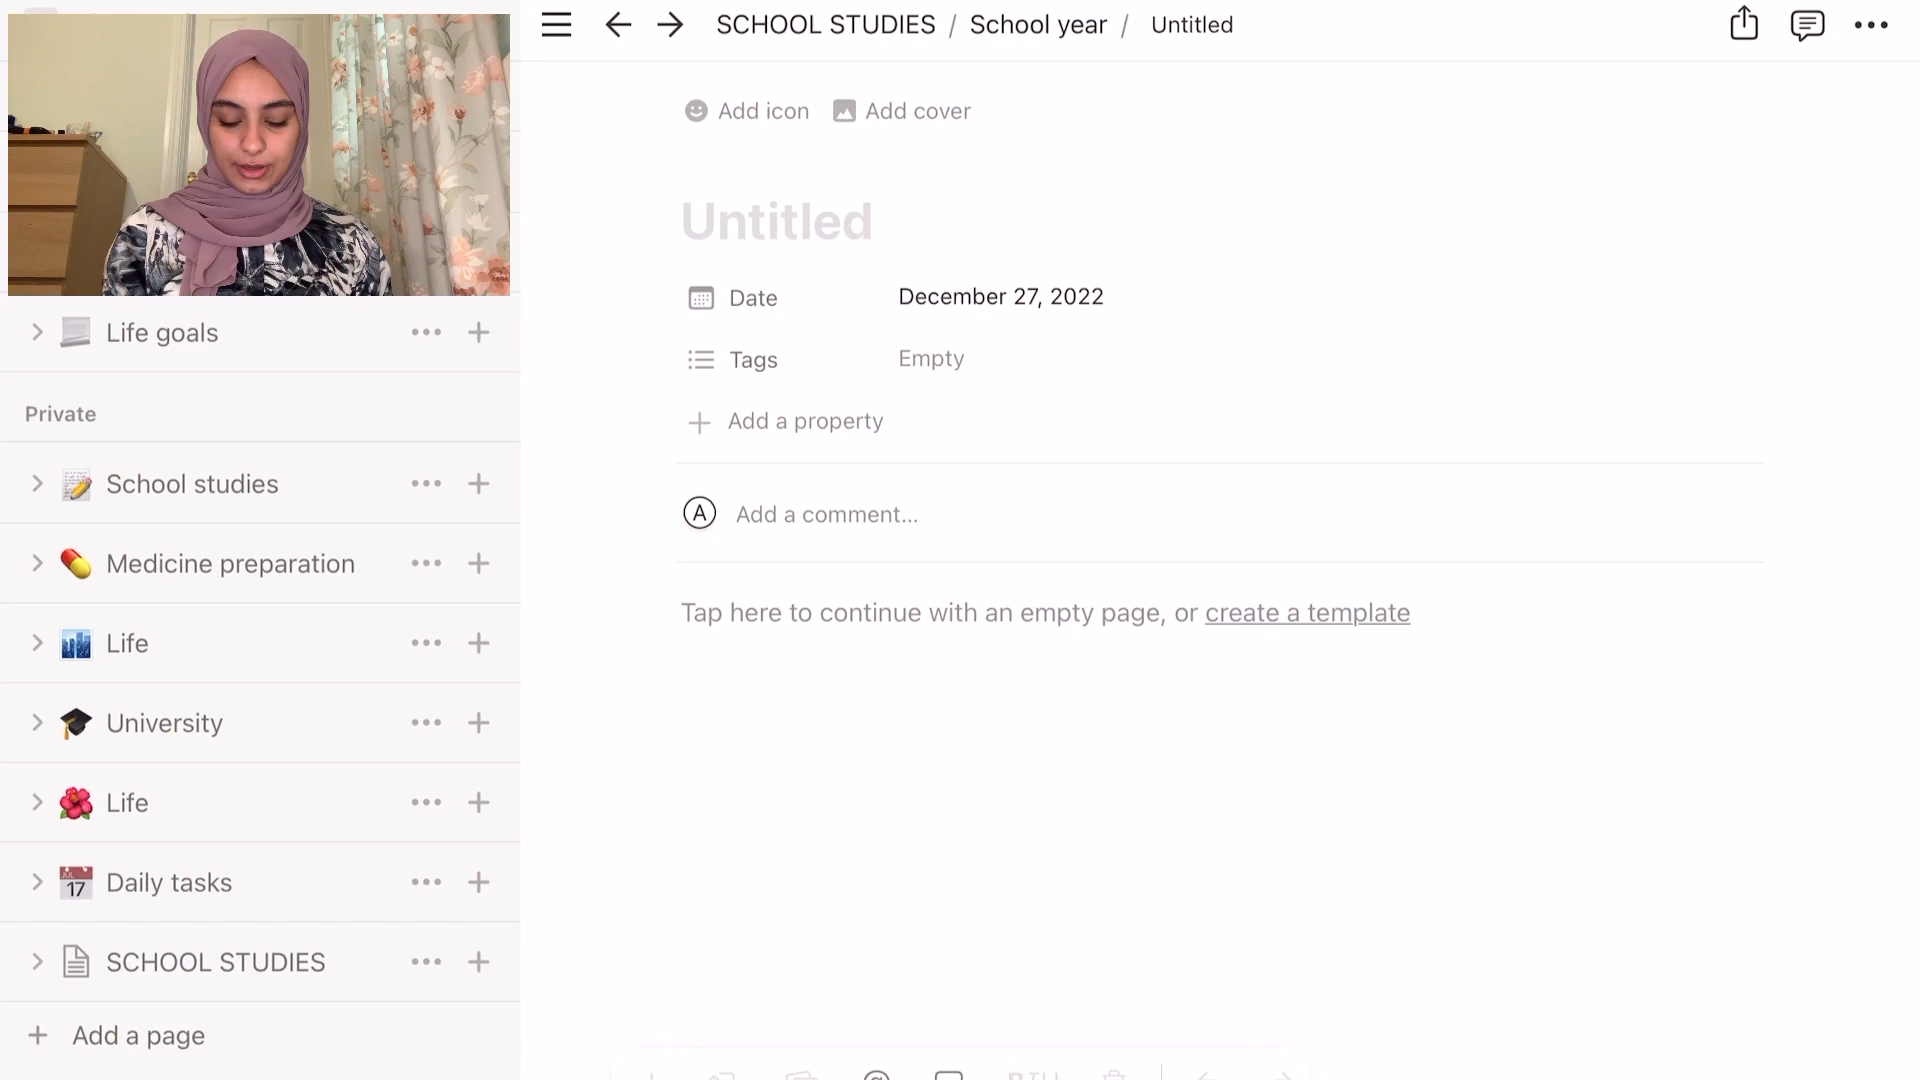 SCHOOL STUDIES / School year / Untitled
Add icon Add cover
Untitled
Date December 27, 2022
Tags Empty
Add a property
A Add a comment...
Tap here to continue with an empty page, or create a template
Life goals
Private
School studies
Medicine preparation
Life
University
Life
JUL 17 Daily tasks
SCHOOL STUDIES
Add a page